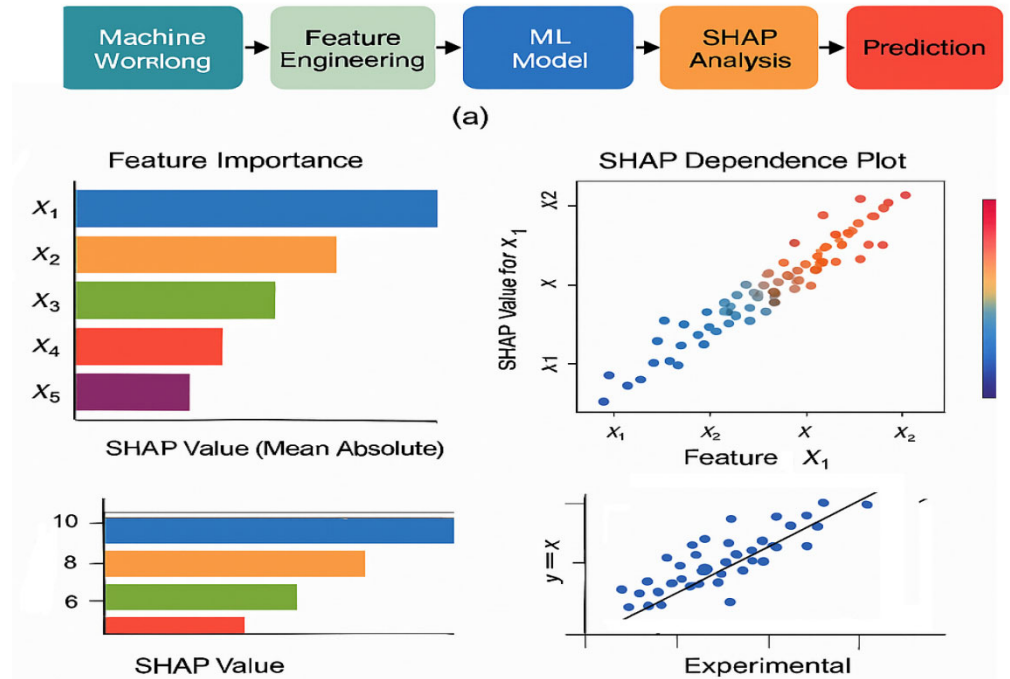 Machine
Worrlong
Feature
Engineering
ML
Model
SHAP
Analysis
Prediction
(a)
Feature Importance
X1
X2
X3
X4
X5
SHAP Value (Mean Absolute)
SHAP Dependence Plot
SHAP Value for x1
X2
X
X1
X1
X2
X
X2
Feature X1
10
8
6
SHAP Value
y = x
Experimental